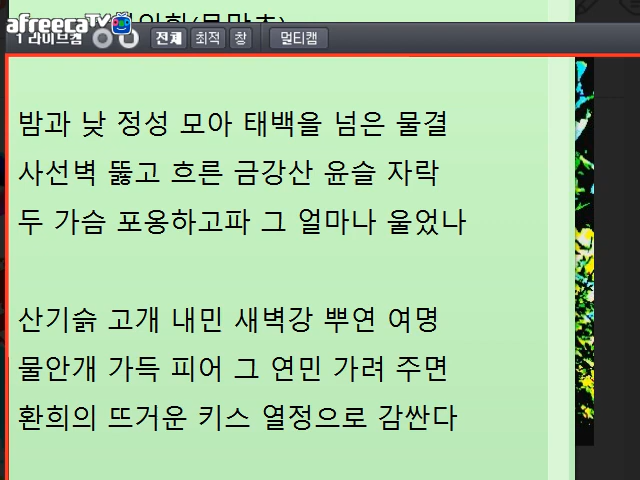 afreecaTV
1 라이브캠 전체 최적 창 멀티캠
밤과 낮 정성 모아 태백을 넘은 물결
사선벽 뚫고 흐른 금강산 윤슬 자락
두 가슴 포옹하고파 그 얼마나 울었나
산기슭 고개 내민 새벽강 뿌연 여명
물안개 가득 피어 그 연민 가려 주면
환희의 뜨거운 키스 열정으로 감싼다